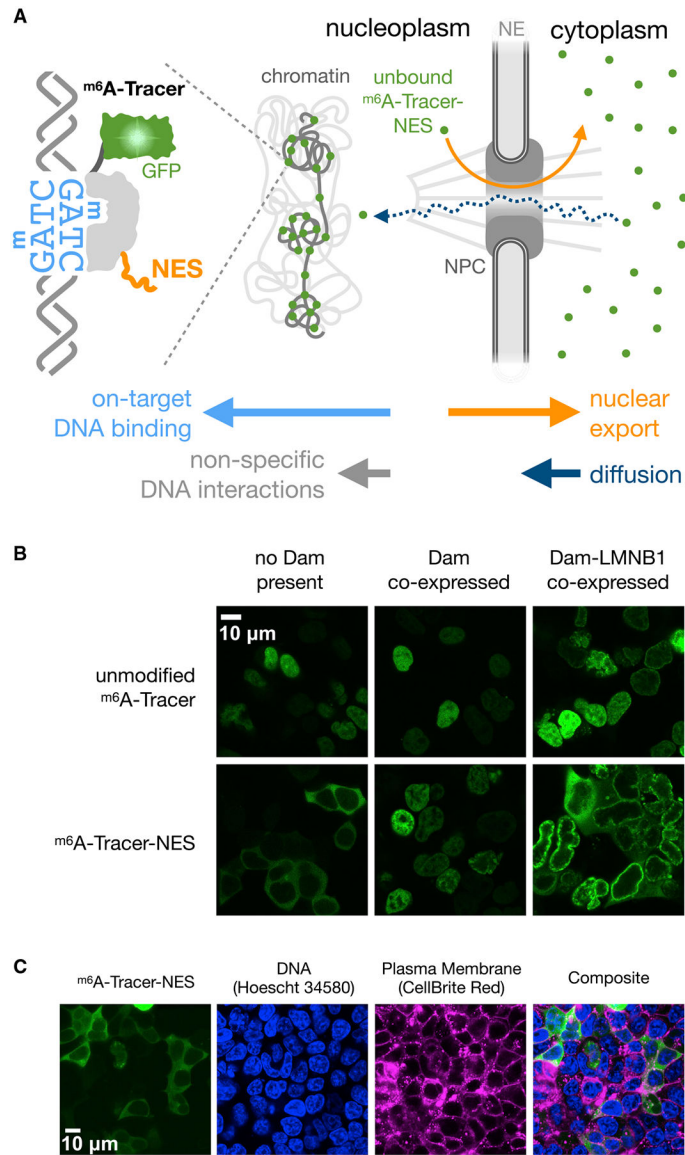 A
nucleoplasm
NE
cytoplasm
m6A-Tracer
chromatin
unbound
m6A-Tracer-
NES
GFP
GATC
m
GATC
m
NES
NPC
on-target
DNA binding
nuclear
export
non-specific
DNA interactions
diffusion
B
no Dam
present
Dam
co-expressed
Dam-LMNB1
co-expressed
10 µm
unmodified
m6A-Tracer
m6A-Tracer-NES
C
m6A-Tracer-NES
DNA
(Hoescht 34580)
Plasma Membrane
(CellBrite Red)
Composite
10 µm